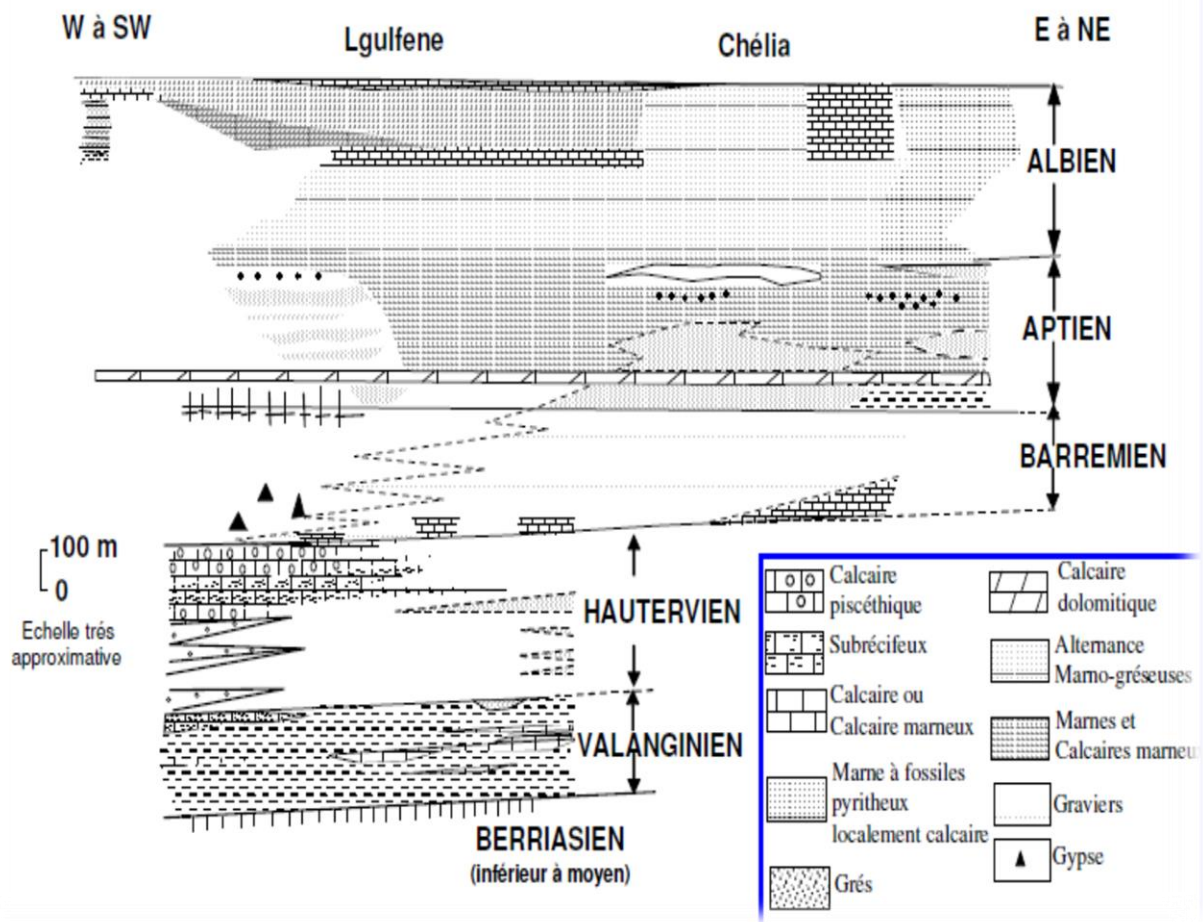 W à SW
Lgulfene
Chélia
E à NE
ALBIEN
APTIEN
BARREMIEN
100 m
0
Echelle trés
approximative
HAUTERVIEN
VALANGINIEN
BERRIASIEN
(inférieur à moyen)
Calcaire
piscéthique
Subrécifeux
Calcaire ou
Calcaire marneux
Marne à fossiles
pyritheux
localement calcaire
Grés
Calcaire
dolomitique
Alternance
Marno-gréseuses
Marnes et
Calcaires marneu
Graviers
Gypse